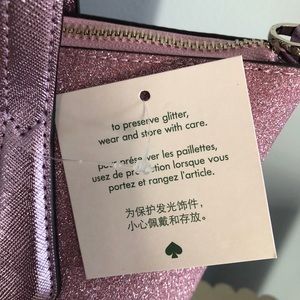 to preserve glitter,
wear and store with care.
pour préserver les paillettes,
usez de protection lorsque vous
portez et rangez l'article.
为保护发光饰件，
小心佩戴和存放。